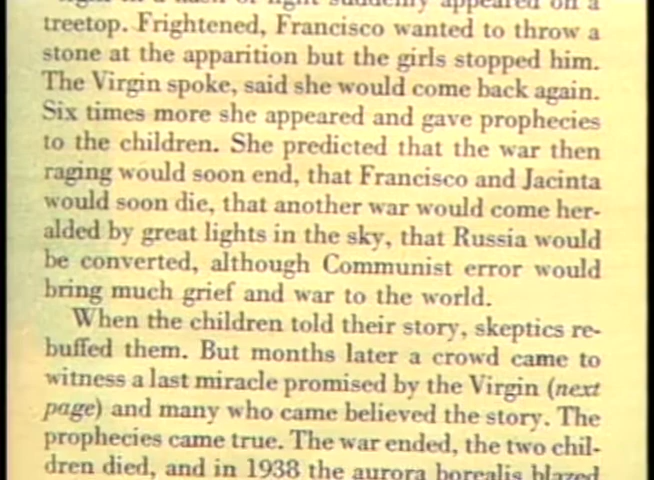 in a flash of light suddenly appeared on a
treetop. Frightened, Francisco wanted to throw a
stone at the apparition but the girls stopped him.
The Virgin spoke, said she would come back again.
Six times more she appeared and gave prophecies
to the children. She predicted that the war then
raging would soon end, that Francisco and Jacinta
would soon die, that another war would come her-
alded by great lights in the sky, that Russia would
be converted, although Communist error would
bring much grief and war to the world.
When the children told their story, skeptics re-
buffed them. But months later a crowd came to
witness a last miracle promised by the Virgin (next
page) and many who came believed the story. The
prophecies came true. The war ended, the two chil-
dren died, and in 1938 the aurora borealis blazed